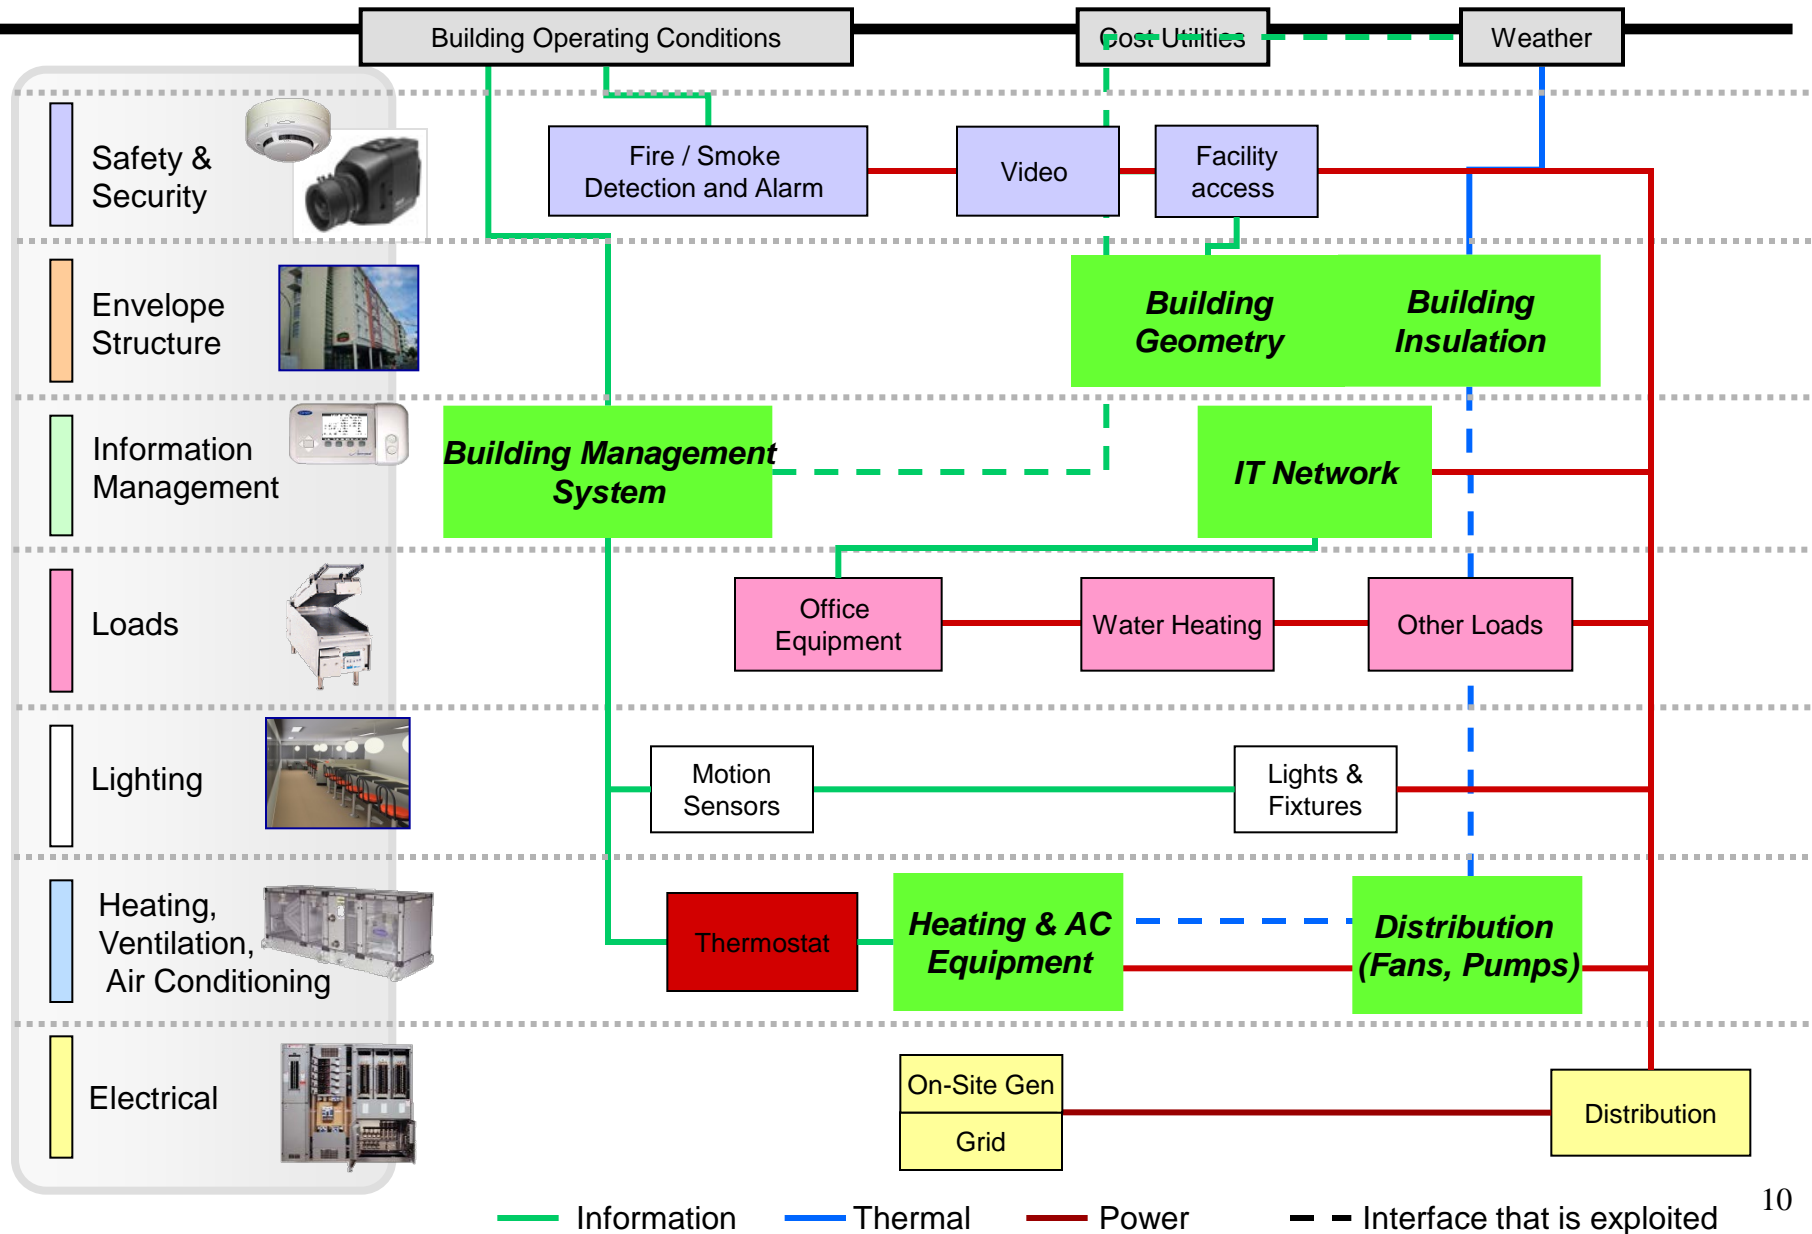 Building Operating Conditions
Cost Utilities
Weather
Safety &
Security
Fire / Smoke
Detection and Alarm
Video
Facility
access
Envelope
Structure
Building
Geometry
Building
Insulation
Information
Management
Building Management
System
IT Network
Loads
Office
Equipment
Water Heating
Other Loads
Lighting
Motion
Sensors
Lights &
Fixtures
Heating,
Ventilation,
Air Conditioning
Thermostat
Heating & AC
Equipment
Distribution
(Fans, Pumps)
Electrical
On-Site Gen
Grid
Distribution
Information
Thermal
Power
Interface that is exploited
10